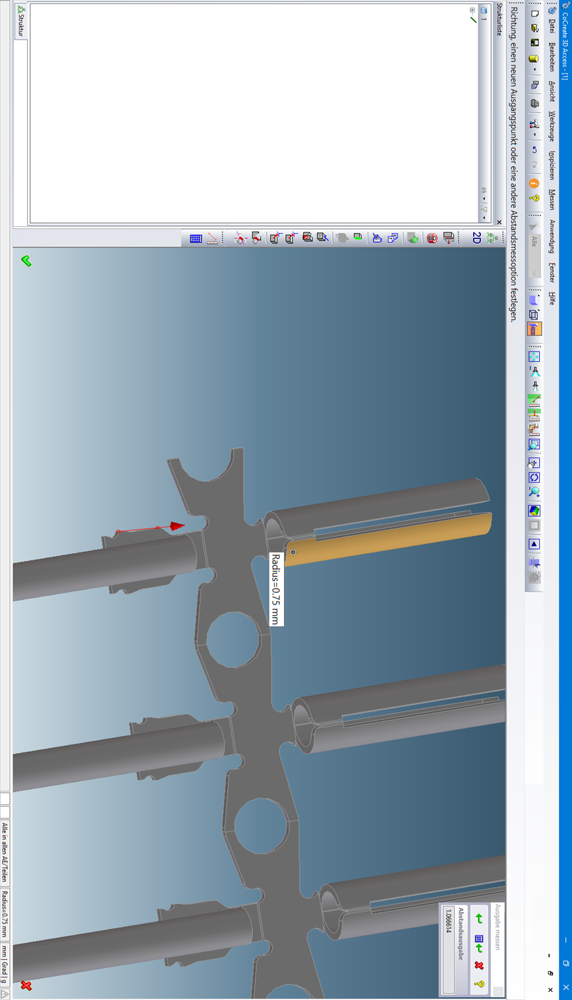 CoCreate 3D Access - [1]
Datei Bearbeiten Ansicht Werkzeuge Inspizieren Messen Anwendung Fenster Hilfe
Alle
Richtung, einen neuen Ausgangspunkt oder eine andere Abstandsmessoption festlegen.
Strukturliste
1
Struktur
2D
Radius=0.75 mm
Ausgabe messen
Abstandsausgabe
1.066614
Alle in allen AE/Teilen
Radius=0.75 mm
mm | Grad | g